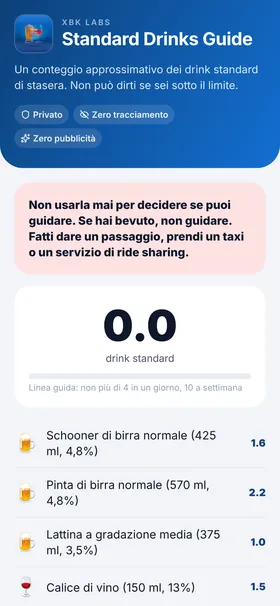 XBK LABS
Standard Drinks Guide
Un conteggio approssimativo dei drink standard
di stasera. Non può dirti se sei sotto il limite.
Privato
Zero tracciamento
Zero pubblicità
Non usarla mai per decidere se puoi
guidare. Se hai bevuto, non guidare.
Fatti dare un passaggio, prendi un taxi
o un servizio di ride sharing.
0.0
drink standard
Linea guida: non più di 4 in un giorno, 10 a settimana
Schooner di birra normale (425
ml, 4,8%)
1.6
Pinta di birra normale (570 ml,
4,8%)
2.2
Lattina a gradazione media (375
ml, 3,5%)
1.0
Calice di vino (150 ml, 13%)
1.5